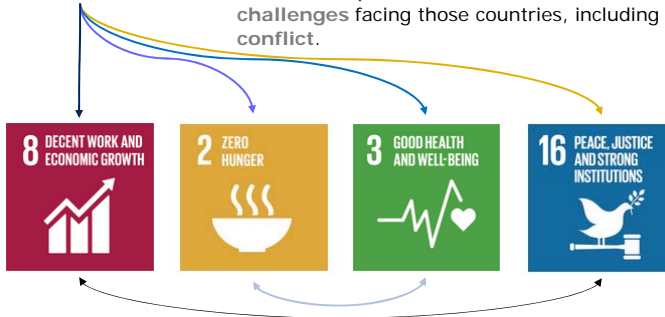 challenges facing those countries, including
conflict.
8 DECENT WORK AND
ECONOMIC GROWTH
2 ZERO
HUNGER
3 GOOD HEALTH
AND WELL-BEING
16 PEACE, JUSTICE
AND STRONG
INSTITUTIONS